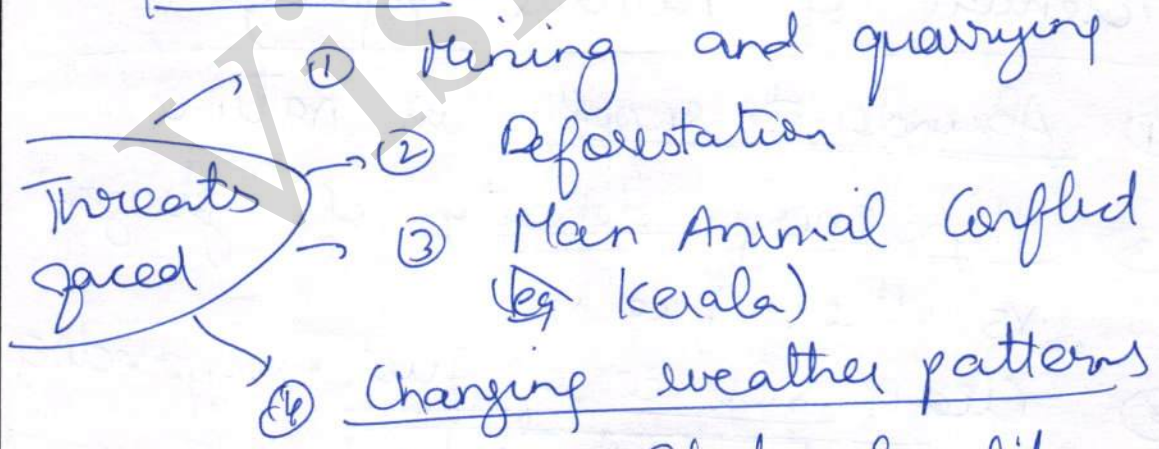 ① Mining and quarrying
② Deforestation
Threats
faced
③ Man Animal Conflict
(eg Kerala)
④ Changing weather patterns